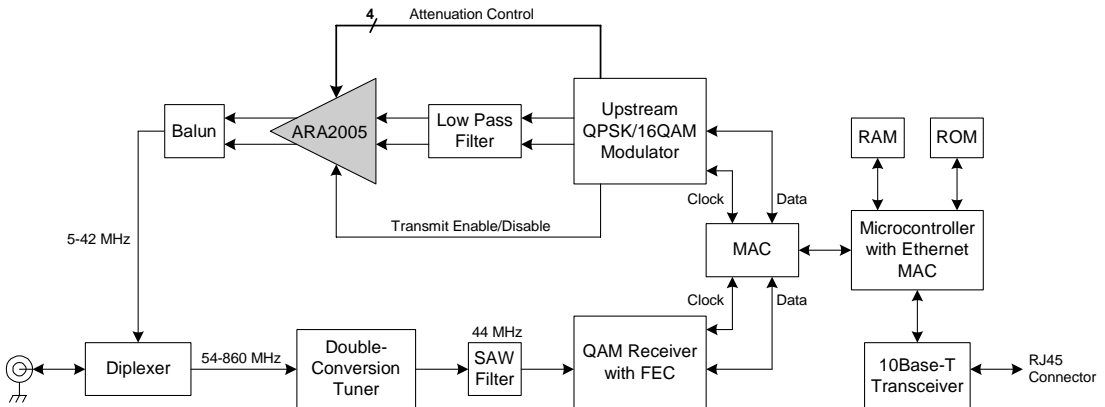 4
Attenuation Control
Balun
ARA2005
Low Pass
Filter
Upstream
QPSK/16QAM
Modulator
RAM
ROM
Clock
Data
Transmit Enable/Disable
5-42 MHz
MAC
Microcontroller
with Ethernet
MAC
Clock
Data
44 MHz
Diplexer
54-860 MHz
Double-
Conversion
Tuner
SAW
Filter
QAM Receiver
with FEC
10Base-T
Transceiver
RJ45
Connector